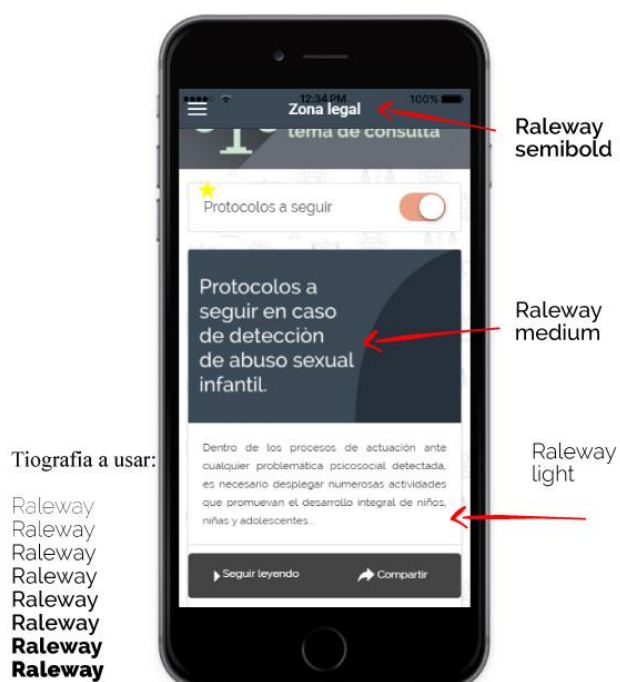 12:34 PM 100%
Zona legal
tema de consulta
Protocolos a seguir
Protocolos a
seguir en caso
de detecciòn
de abuso sexual
infantil.
Dentro de los procesos de actuación ante
cualquier problemática psicosocial detectada,
es necesario desplegar numerosas actividades
que promuevan el desarrollo integral de niños,
niñas y adolescentes..
Seguir leyendo Compartir
Raleway
semibold
Raleway
medium
Raleway
light
Tiografia a usar:
Raleway
Raleway
Raleway
Raleway
Raleway
Raleway
Raleway
Raleway